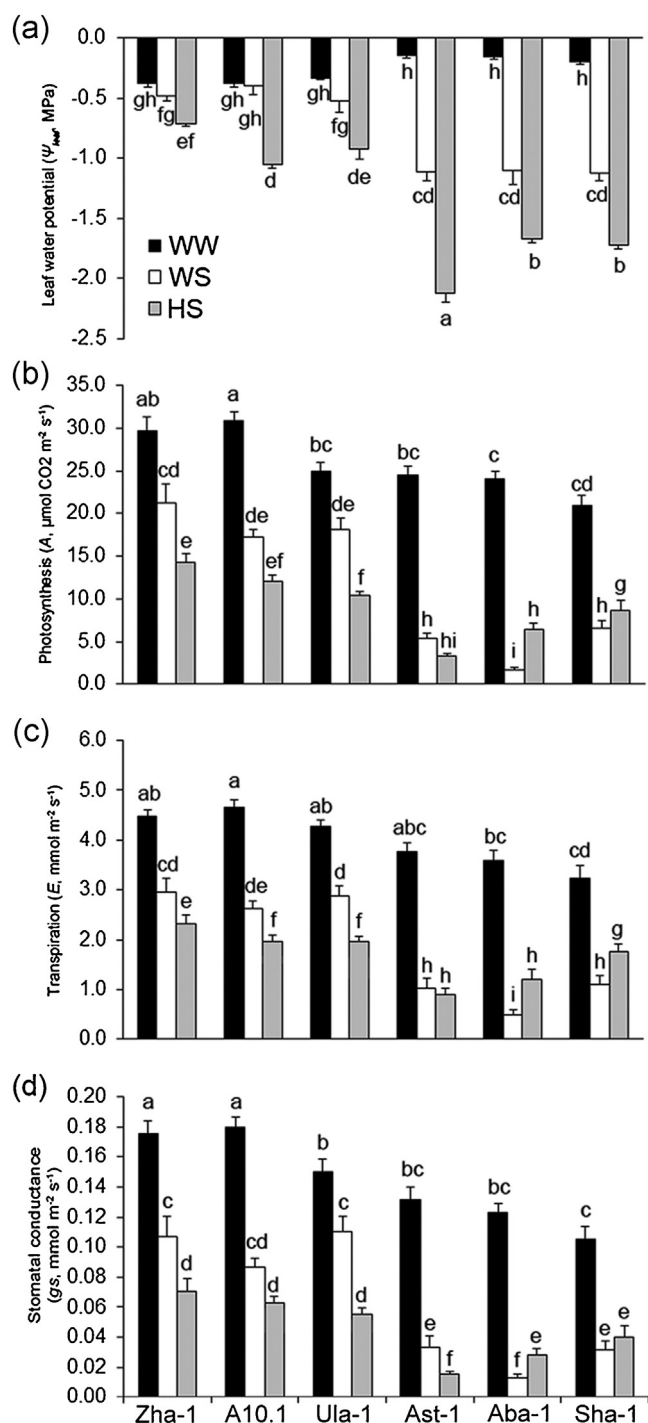 (a)
Leaf water potential (Ψleaf, MPa)
0.0
-0.5
-1.0
-1.5
-2.0
-2.5
gh fg ef gh gh d gh fg de h cd a h cd b h cd b
WW
WS
HS
(b)
Photosynthesis (A, µmol CO2 m-2 s-1)
35.0
30.0
25.0
20.0
15.0
10.0
5.0
0.0
ab cd e a de ef bc de f bc h hi c i h cd h g
(c)
Transpiration (E, mmol m-2 s-1)
6.0
5.0
4.0
3.0
2.0
1.0
0.0
ab cd e a de f ab d f abc h h bc i h cd h g
(d)
Stomatal conductance
(gs, mmol m-2 s-1)
0.20
0.18
0.16
0.14
0.12
0.10
0.08
0.06
0.04
0.02
0.00
a c d a cd d b c d bc e f bc f e c e e
Zha-1 A10.1 Ula-1 Ast-1 Aba-1 Sha-1